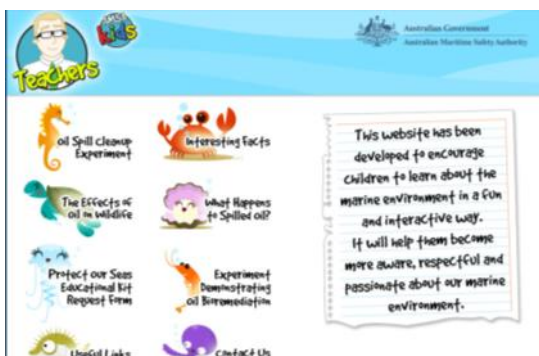 AMSA
Kids
Teachers
Australian Government
Australian Maritime Safety Authority
Oil Spill Cleanup
Experiment
Interesting Facts
The Effects of
oil on Wildlife
What Happens
to Spilled oil?
Protect our Seas
Educational Kit
Request Form
Experiment
Demonstrating
oil Bioremediation
Useful Links
Contact Us
This website has been
developed to encourage
children to learn about the
marine environment in a fun
and interactive way.
It will help them become
more aware, respectful and
passionate about our marine
environment.